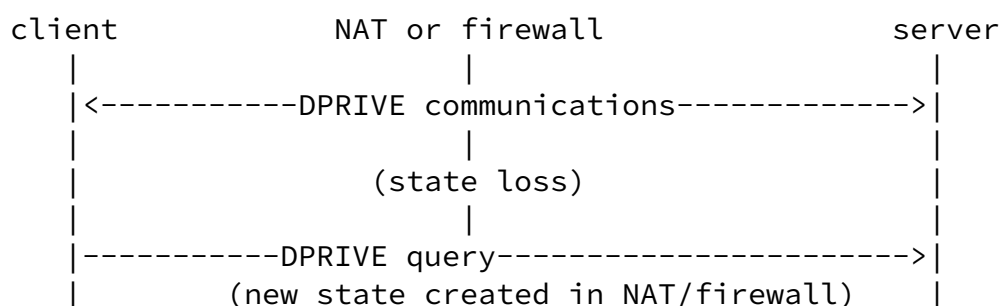 client NAT or firewall server
| | |
|<-----------DPRIVE communications------------->|
| | |
| (state loss) |
| | |
|-----------DPRIVE query----------------------->|
| (new state created in NAT/firewall) |